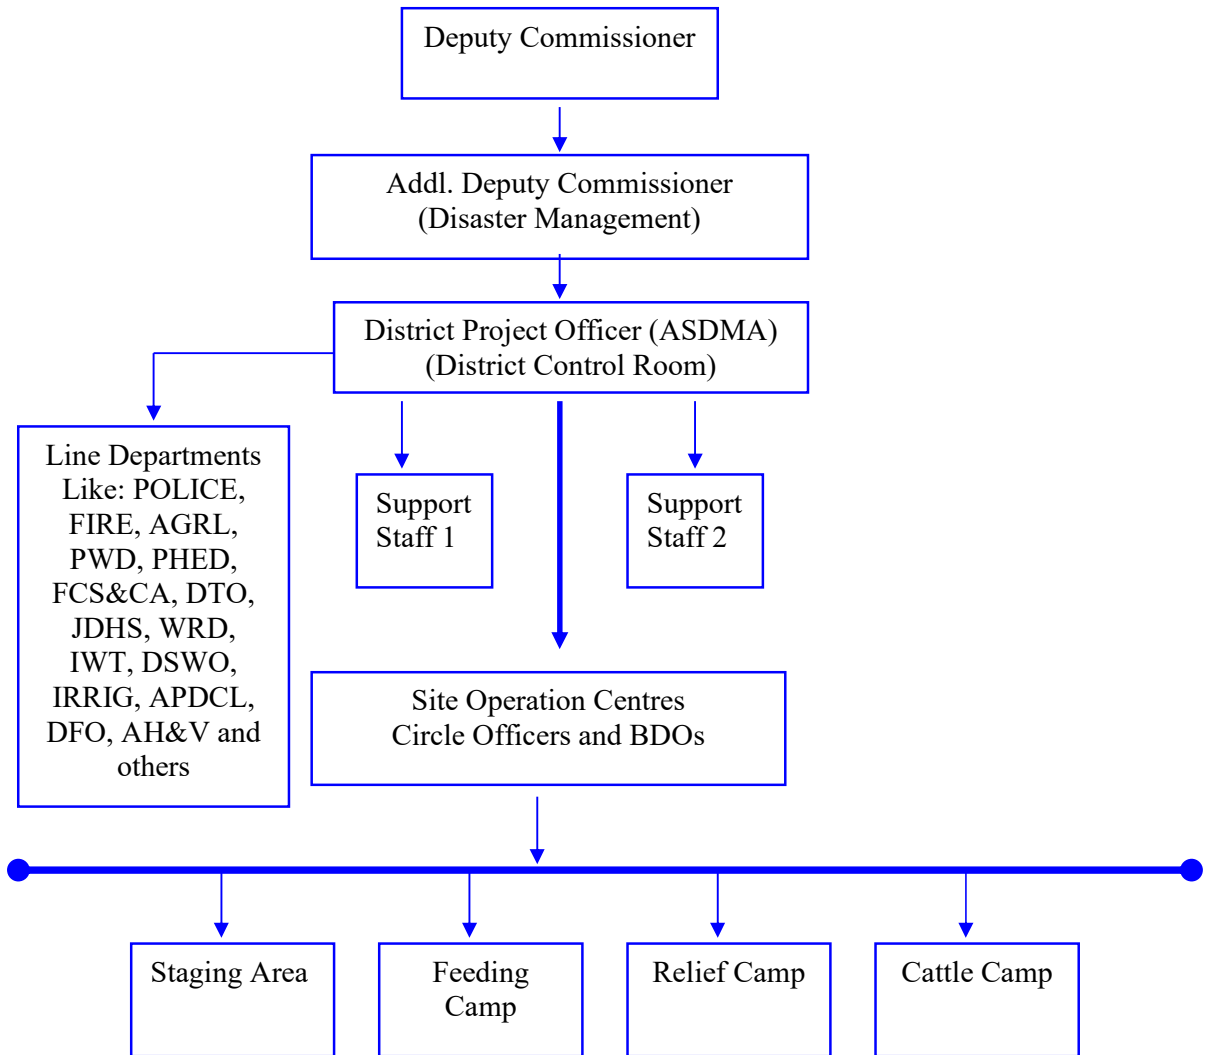 Deputy Commissioner
Addl. Deputy Commissioner
(Disaster Management)
District Project Officer (ASDMA)
(District Control Room)
Line Departments
Like: POLICE,
FIRE, AGRL,
PWD, PHED,
FCS&CA, DTO,
JDHS, WRD,
IWT, DSWO,
IRRIG, APDCL,
DFO, AH&V and
others
Support
Staff 1
Support
Staff 2
Site Operation Centres
Circle Officers and BDOs
Staging Area
Feeding
Camp
Relief Camp
Cattle Camp